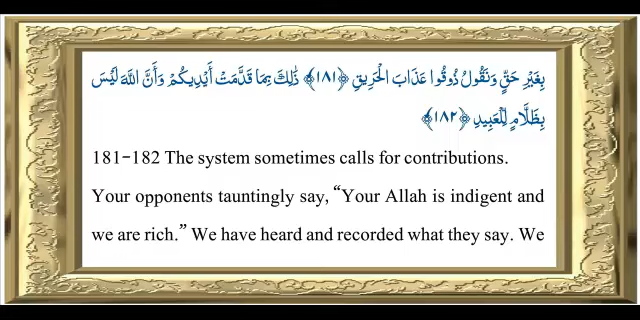 بِغَيْرِ حَقٍّ وَنَقُولُ ذُوقُوا عَذَابَ الْحَرِيقِ ﴿١٨١﴾ ذَٰلِكَ بِمَا قَدَّمَتْ أَيْدِيكُمْ وَأَنَّ اللَّهَ لَيْسَ
بِظَلَّامٍ لِلْعَبِيدِ ﴿١٨٢﴾
181-182 The system sometimes calls for contributions.
Your opponents tauntingly say, “Your Allah is indigent and
we are rich.” We have heard and recorded what they say. We